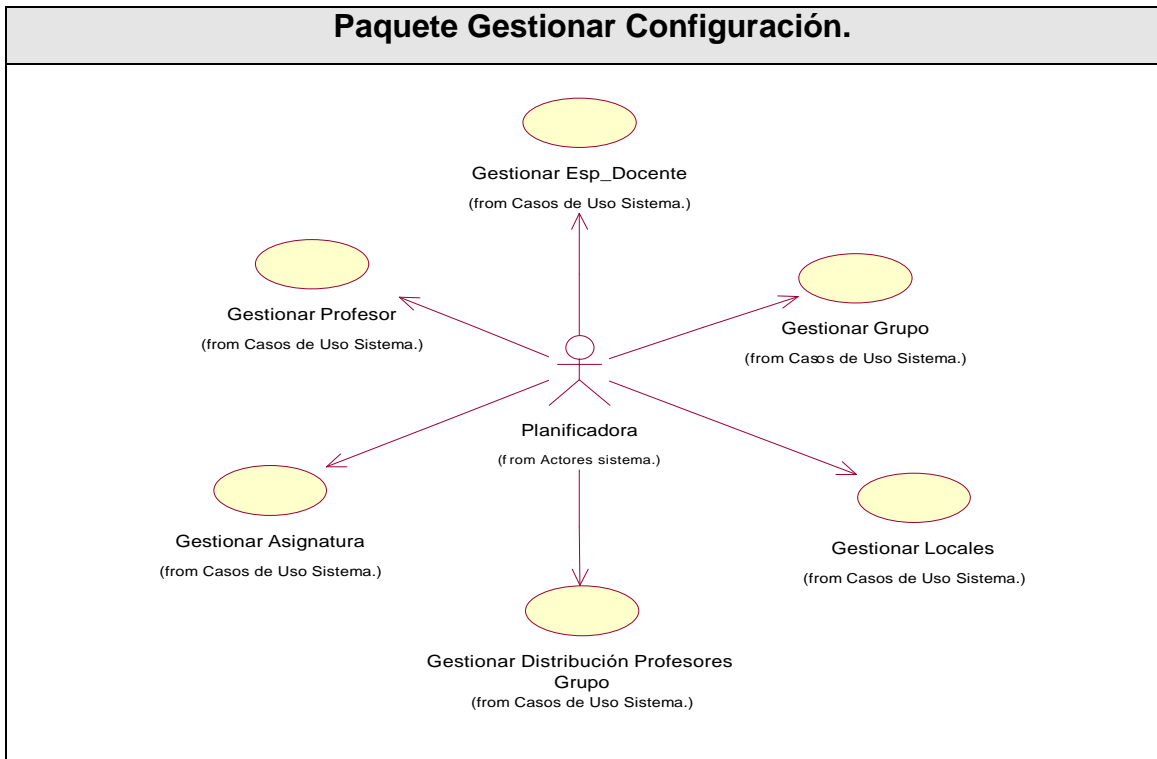 Paquete Gestionar Configuración.
Gestionar Esp_Docente
(from Casos de Uso Sistema.)
Gestionar Profesor
(from Casos de Uso Sistema.)
Gestionar Grupo
(from Casos de Uso Sistema.)
Planificadora
(from Actores sistema.)
Gestionar Asignatura
(from Casos de Uso Sistema.)
Gestionar Locales
(from Casos de Uso Sistema.)
Gestionar Distribución Profesores
Grupo
(from Casos de Uso Sistema.)